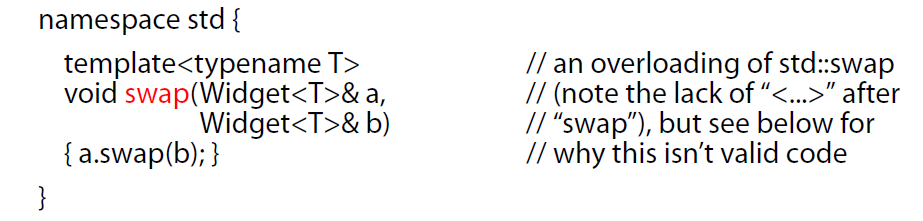 namespace std {
template<typename T> // an overloading of std::swap
void swap(Widget<T>& a, // (note the lack of “<...>” after
Widget<T>& b) // “swap”), but see below for
{ a.swap(b); } // why this isn’t valid code
}